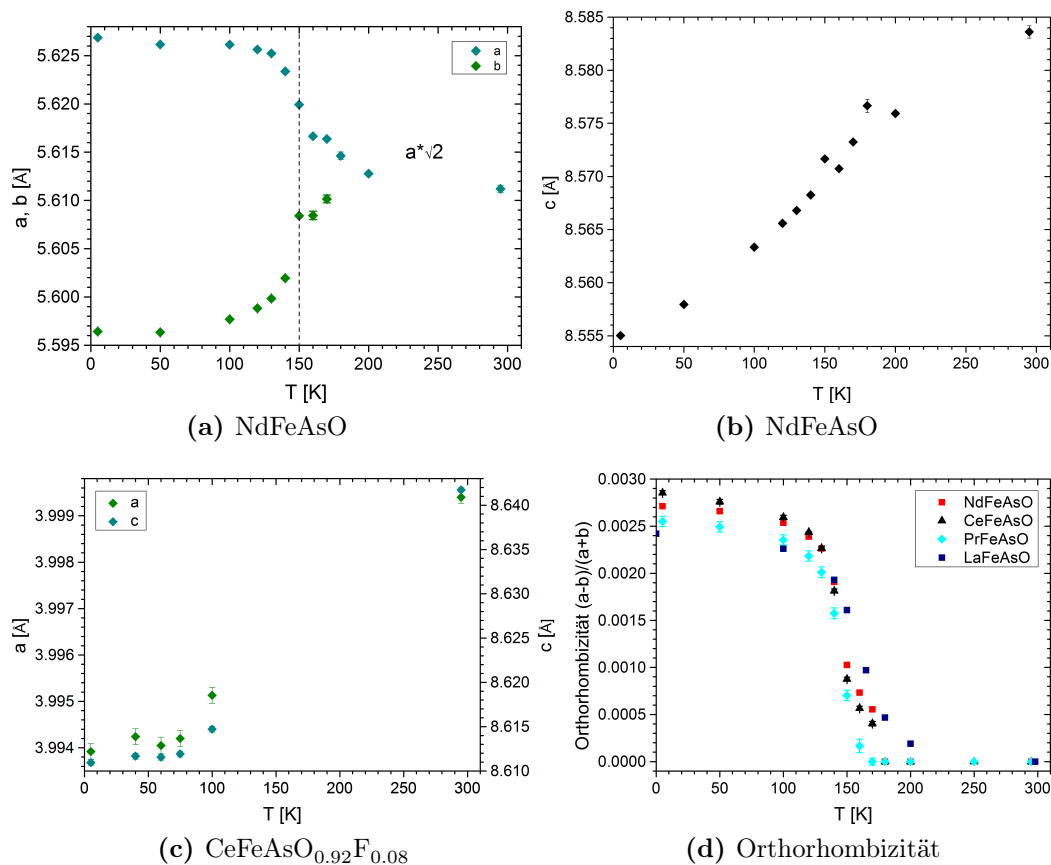 5.625
5.620
5.615
5.610
5.605
5.600
5.595
a, b [Å]
a
b
a*√2
0 50 100 150 200 250 300
T [K]
(a) NdFeAsO
8.585
8.580
8.575
8.570
8.565
8.560
8.555
c [Å]
0 50 100 150 200 250 300
T [K]
(b) NdFeAsO
3.999
3.998
3.997
3.996
3.995
3.994
a [Å]
a
c
8.640
8.635
8.630
8.625
8.620
8.615
8.610
c [Å]
0 50 100 150 200 250 300
T [K]
(c) CeFeAsO₀.₉₂F₀.₀₈
0.0030
0.0025
0.0020
0.0015
0.0010
0.0005
0.0000
Orthorhombizität (a-b)/(a+b)
NdFeAsO
CeFeAsO
PrFeAsO
LaFeAsO
0 50 100 150 200 250 300
T [K]
(d) Orthorhombizität